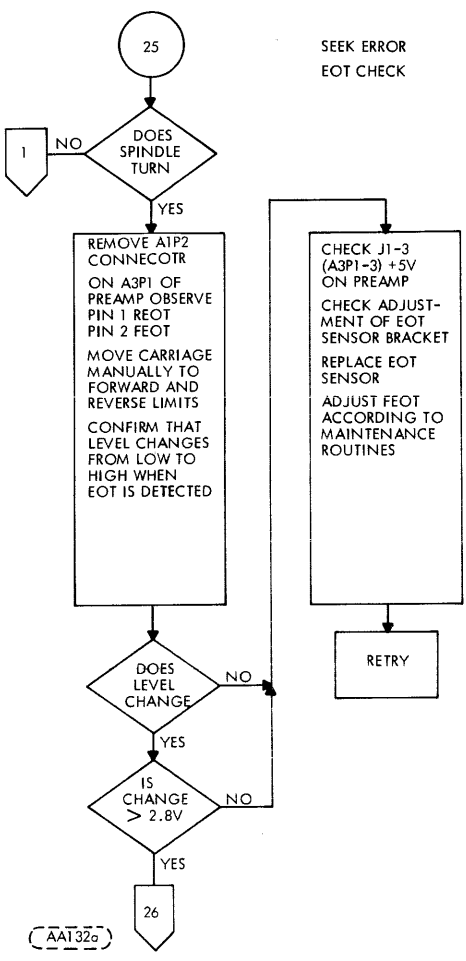 25
SEEK ERROR
EOT CHECK
DOES
SPINDLE
TURN
NO
1
YES
REMOVE A1P2
CONNECOTR
ON A3P1 OF
PREAMP OBSERVE
PIN 1 REOT
PIN 2 FEOT
MOVE CARRIAGE
MANUALLY TO
FORWARD AND
REVERSE LIMITS
CONFIRM THAT
LEVEL CHANGES
FROM LOW TO
HIGH WHEN
EOT IS DETECTED
CHECK J1-3
(A3P1-3) +5V
ON PREAMP
CHECK ADJUST-
MENT OF EOT
SENSOR BRACKET
REPLACE EOT
SENSOR
ADJUST FEOT
ACCORDING TO
MAINTENANCE
ROUTINES
RETRY
DOES
LEVEL
CHANGE
NO
YES
IS
CHANGE
> 2.8V
NO
YES
26
AA132a